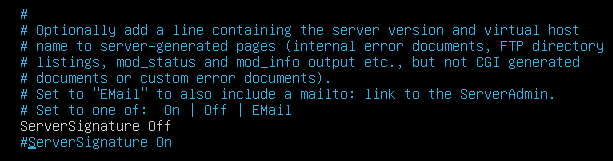 #
# Optionally add a line containing the server version and virtual host
# name to server-generated pages (internal error documents, FTP directory
# listings, mod_status and mod_info output etc., but not CGI generated
# documents or custom error documents).
# Set to "EMail" to also include a mailto: link to the ServerAdmin.
# Set to one of:  On | Off | EMail
ServerSignature Off
#ServerSignature On